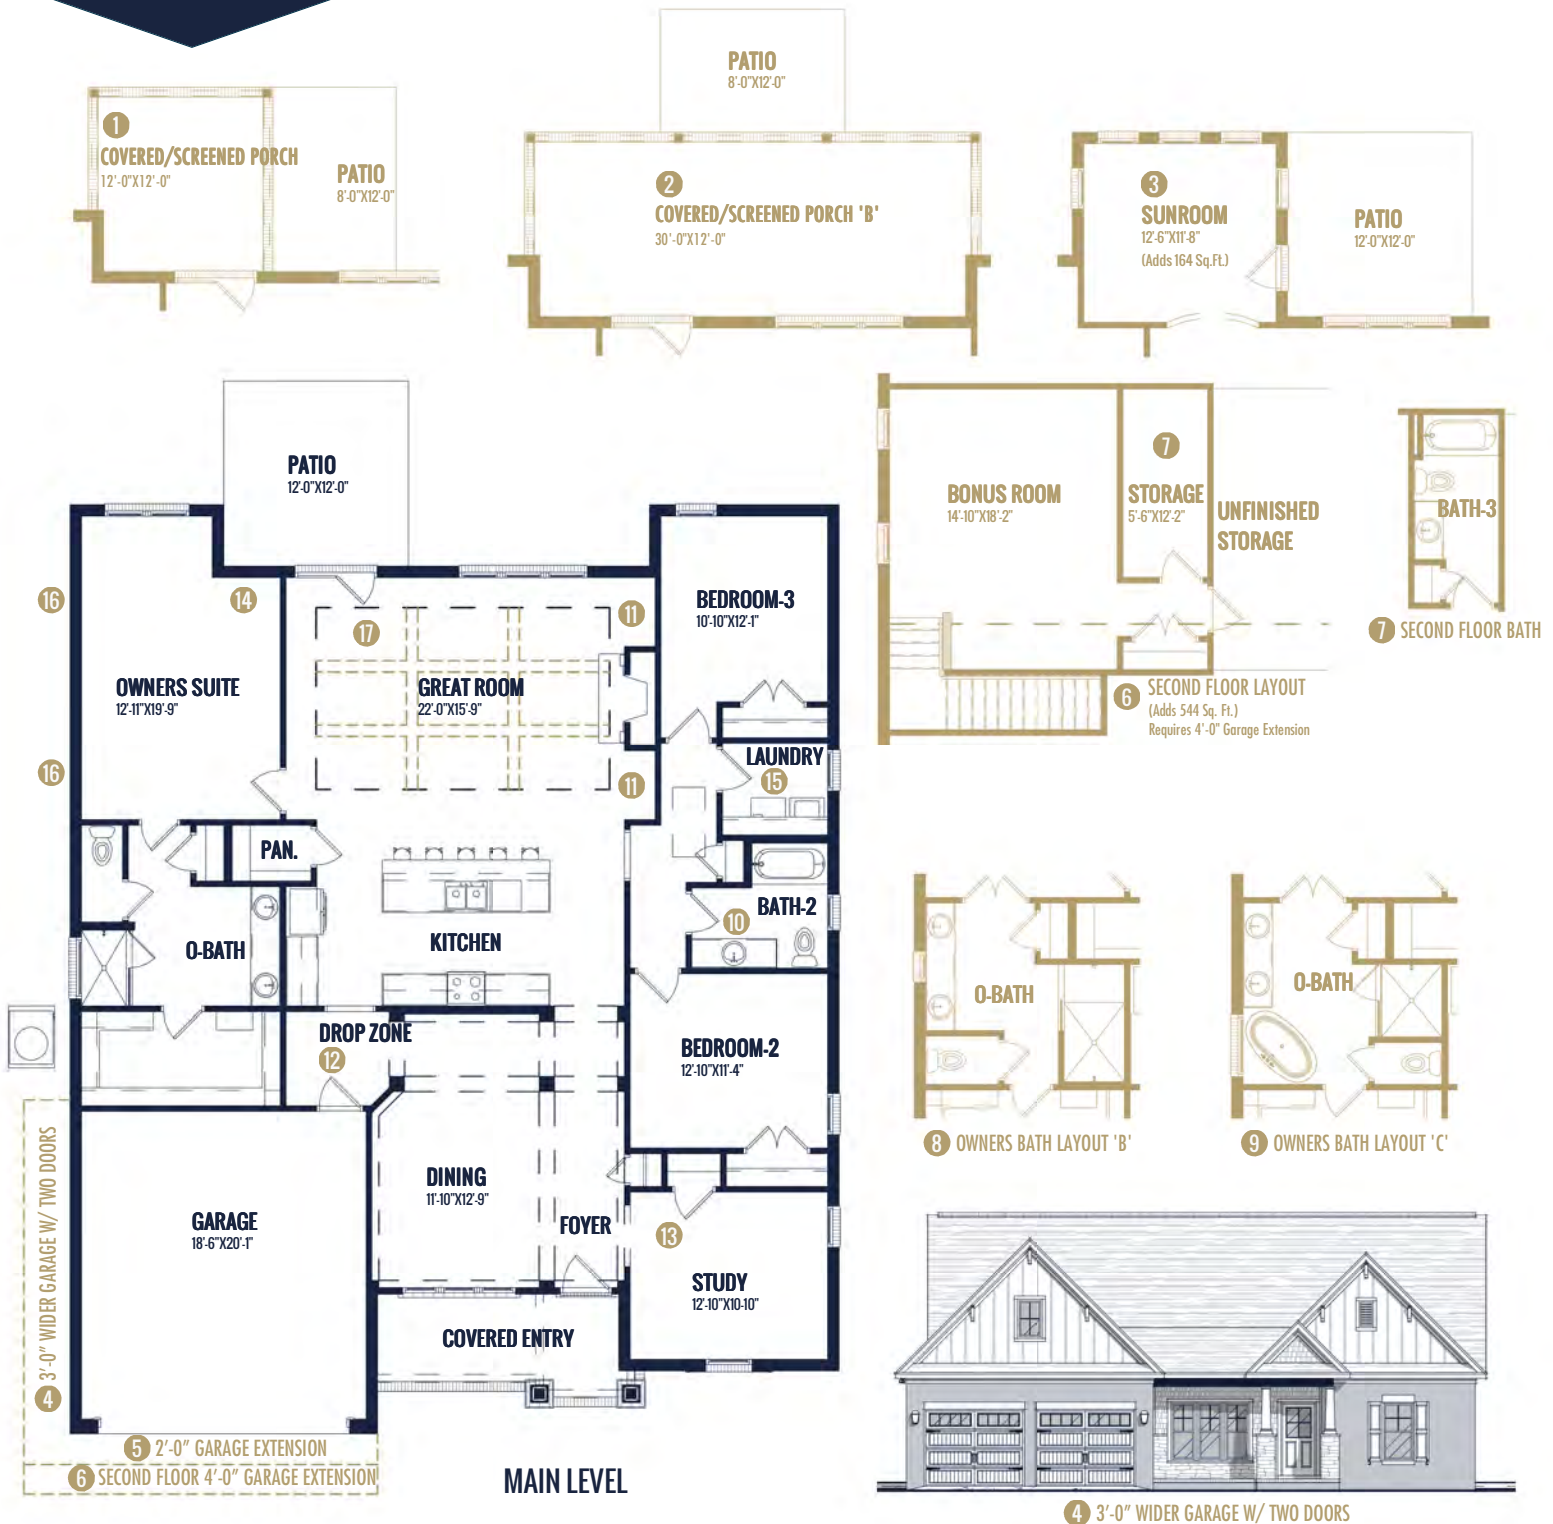 PATIO
8'-0"X12'-0"
1
COVERED/SCREENED PORCH
12'-0"X12'-0"
PATIO
8'-0"X12'-0"
2
COVERED/SCREENED PORCH 'B'
30'-0"X12'-0"
3
SUNROOM
12'-6"X11'-8"
(Adds 164 Sq.Ft.)
PATIO
12'-0"X12'-0"
PATIO
12'-0"X12'-0"
BONUS ROOM
14'-10"X18'-2"
7
STORAGE
5'-6"X12'-2"
UNFINISHED
STORAGE
BATH-3
7 SECOND FLOOR BATH
6 SECOND FLOOR LAYOUT
(Adds 544 Sq. Ft.)
Requires 4'-0" Garage Extension
16
14
17
11
BEDROOM-3
10'-10"X12'-1"
OWNERS SUITE
12'-11"X19'-9"
GREAT ROOM
22'-0"X15'-9"
16
11
LAUNDRY
15
PAN.
O-BATH
KITCHEN
10
BATH-2
DROP ZONE
12
BEDROOM-2
12'-10"X11'-4"
O-BATH
8 OWNERS BATH LAYOUT 'B'
O-BATH
9 OWNERS BATH LAYOUT 'C'
4 3'-0" WIDER GARAGE W/ TWO DOORS
GARAGE
18'-6"X20'-1"
DINING
11'-10"X12'-9"
FOYER
13
STUDY
12'-10"X10'-10"
COVERED ENTRY
5 2'-0" GARAGE EXTENSION
6 SECOND FLOOR 4'-0" GARAGE EXTENSION
MAIN LEVEL
4 3'-0" WIDER GARAGE W/ TWO DOORS